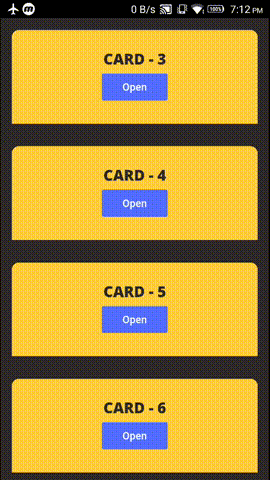 0 B/s 100% 7:12 PM
CARD - 3
Open
CARD - 4
Open
CARD - 5
Open
CARD - 6
Open